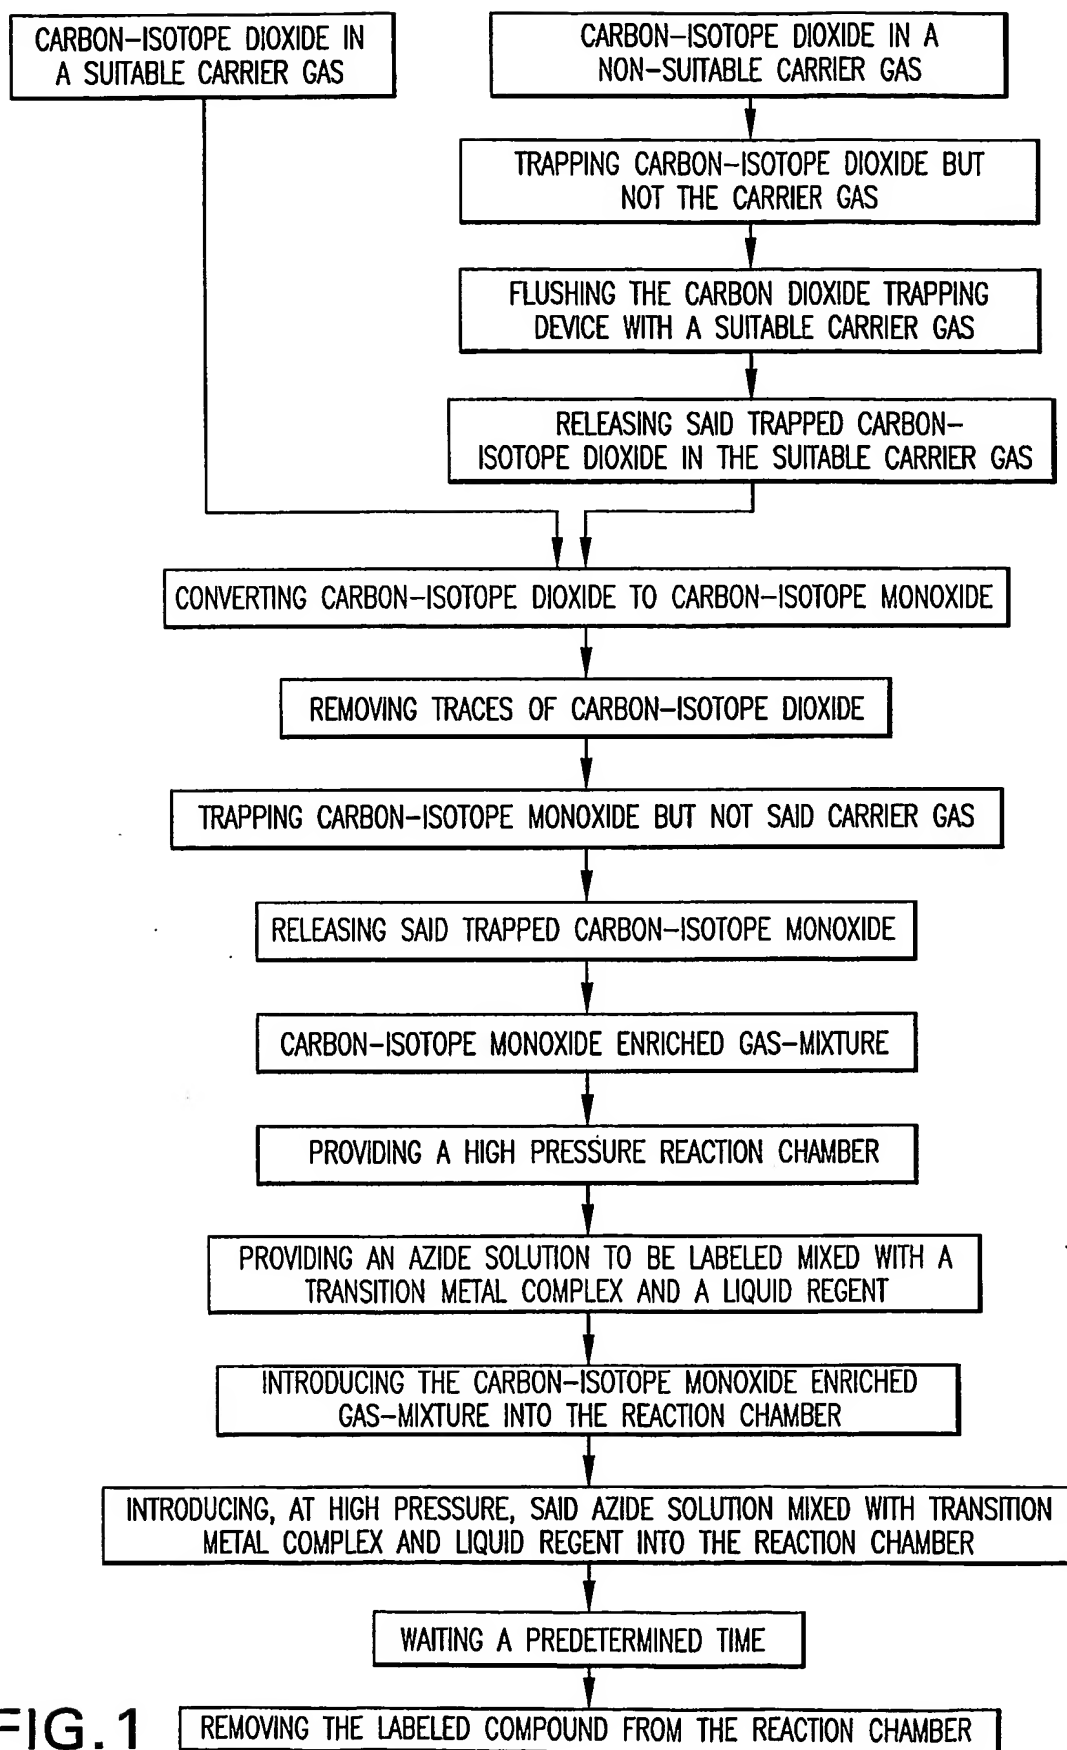 CARBON-ISOTOPE DIOXIDE IN
A SUITABLE CARRIER GAS
CARBON-ISOTOPE DIOXIDE IN A
NON-SUITABLE CARRIER GAS
TRAPPING CARBON-ISOTOPE DIOXIDE BUT
NOT THE CARRIER GAS
FLUSHING THE CARBON DIOXIDE TRAPPING
DEVICE WITH A SUITABLE CARRIER GAS
RELEASING SAID TRAPPED CARBON-
ISOTOPE DIOXIDE IN THE SUITABLE CARRIER GAS
CONVERTING CARBON-ISOTOPE DIOXIDE TO CARBON-ISOTOPE MONOXIDE
REMOVING TRACES OF CARBON-ISOTOPE DIOXIDE
TRAPPING CARBON-ISOTOPE MONOXIDE BUT NOT SAID CARRIER GAS
RELEASING SAID TRAPPED CARBON-ISOTOPE MONOXIDE
CARBON-ISOTOPE MONOXIDE ENRICHED GAS-MIXTURE
PROVIDING A HIGH PRESSURE REACTION CHAMBER
PROVIDING AN AZIDE SOLUTION TO BE LABELED MIXED WITH A
TRANSITION METAL COMPLEX AND A LIQUID REGENT
INTRODUCING THE CARBON-ISOTOPE MONOXIDE ENRICHED
GAS-MIXTURE INTO THE REACTION CHAMBER
INTRODUCING, AT HIGH PRESSURE, SAID AZIDE SOLUTION MIXED WITH TRANSITION
METAL COMPLEX AND LIQUID REGENT INTO THE REACTION CHAMBER
WAITING A PREDETERMINED TIME
REMOVING THE LABELED COMPOUND FROM THE REACTION CHAMBER
FIG.1